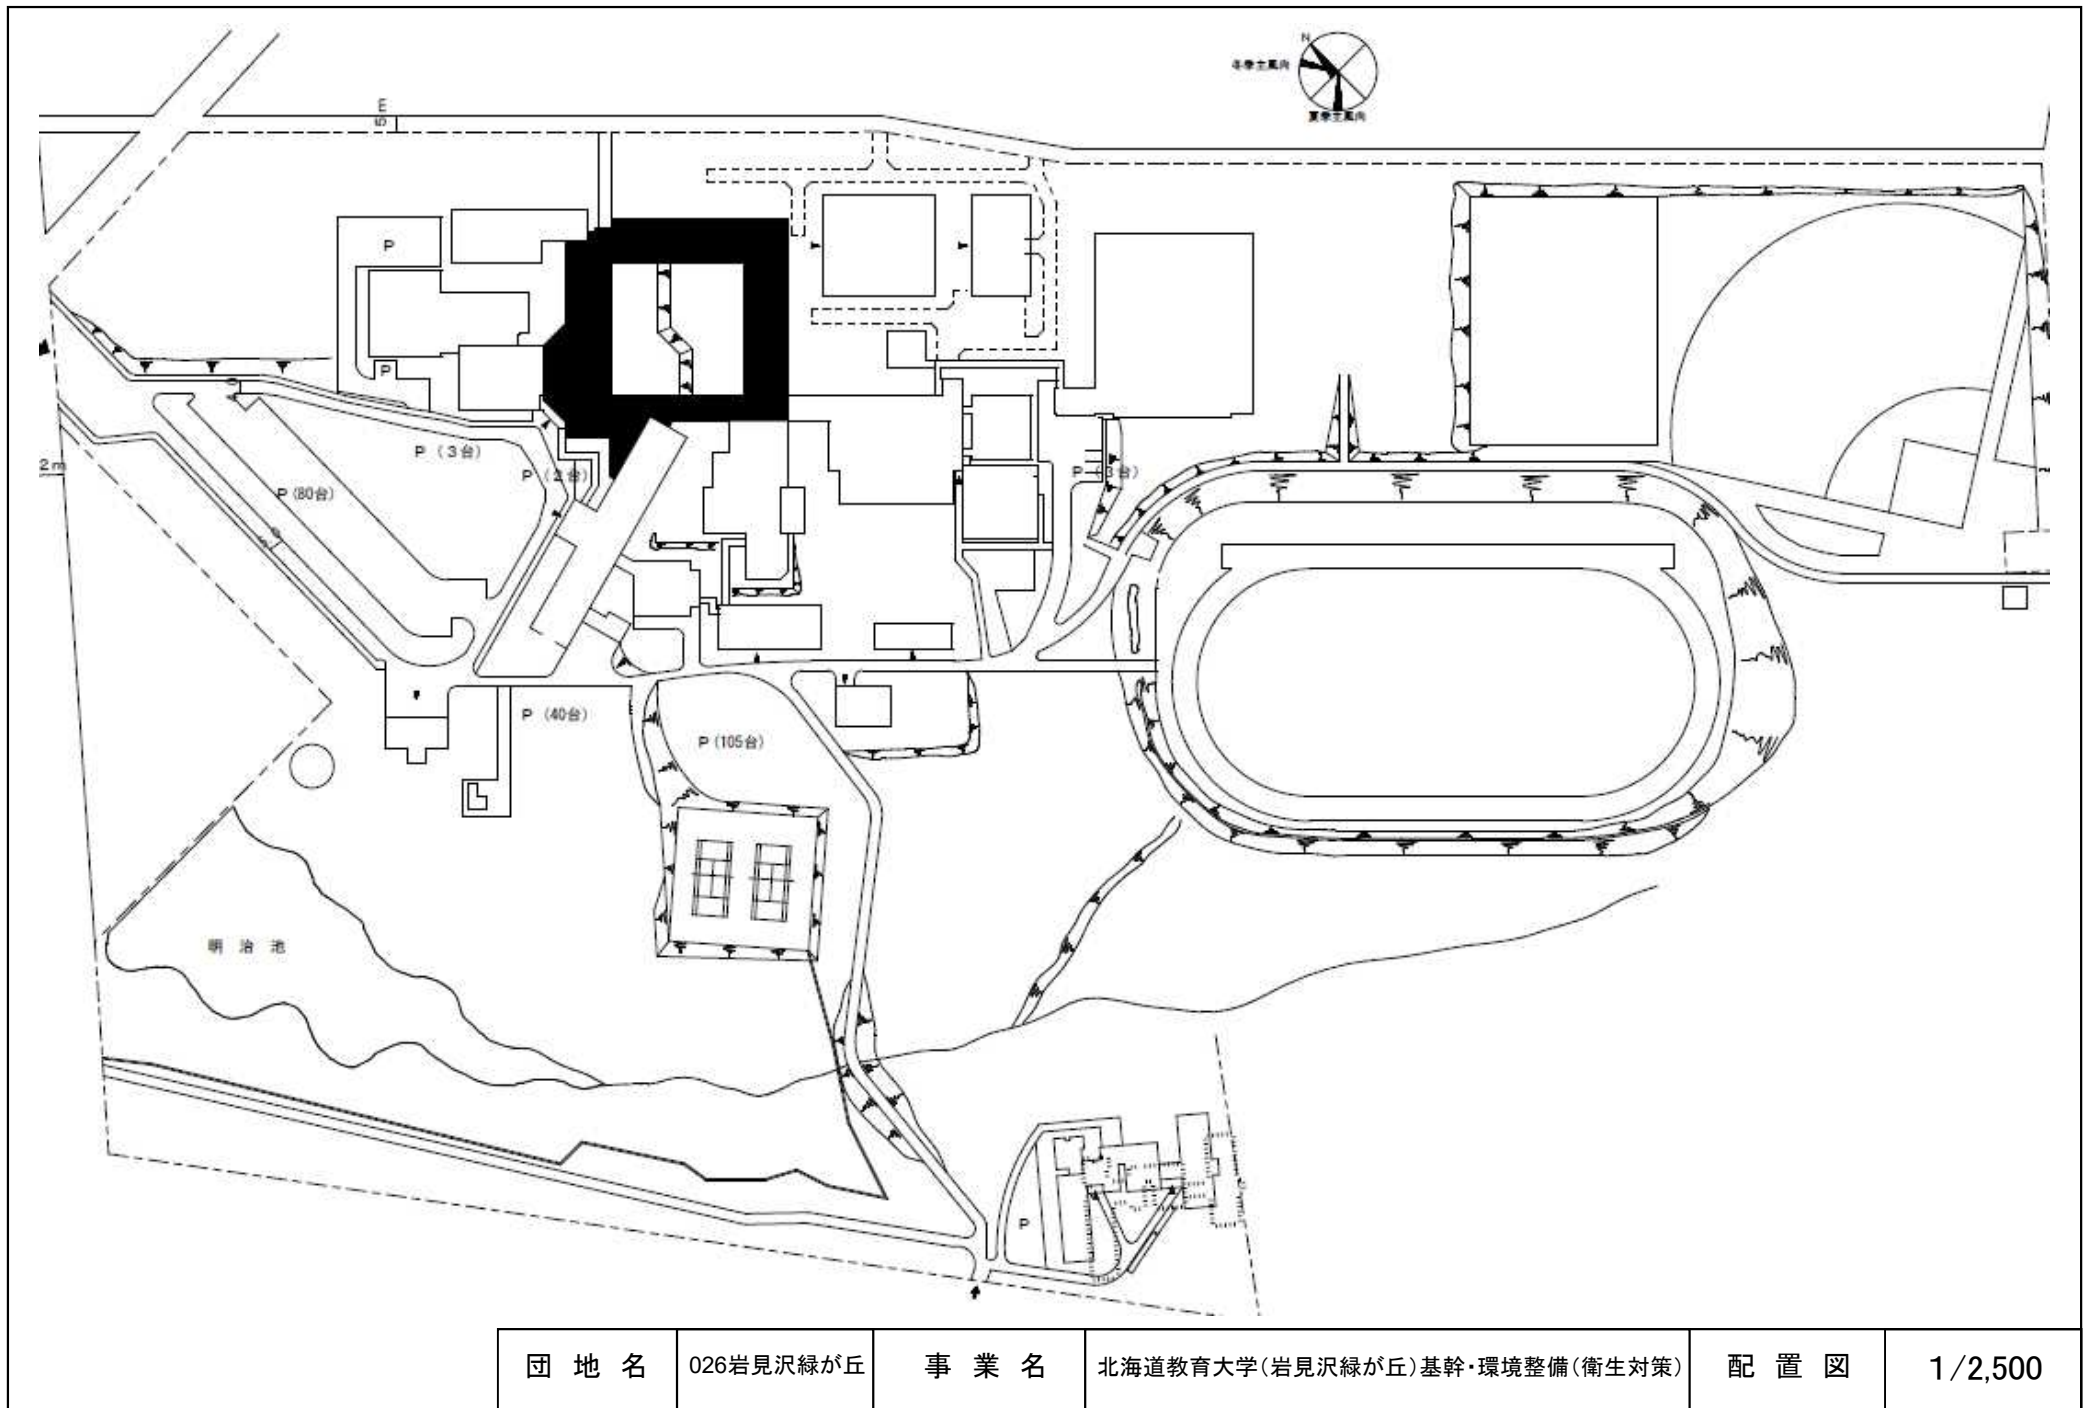 N
冬季主風向
夏季主風向
5m
P
P
P（3台）
P（2台）
P（3台）
2m
P（80台）
P（40台）
P（105台）
明治池
P
団地名 026岩見沢緑が丘 事業名 北海道教育大学(岩見沢緑が丘)基幹・環境整備(衛生対策) 配置図 1/2,500